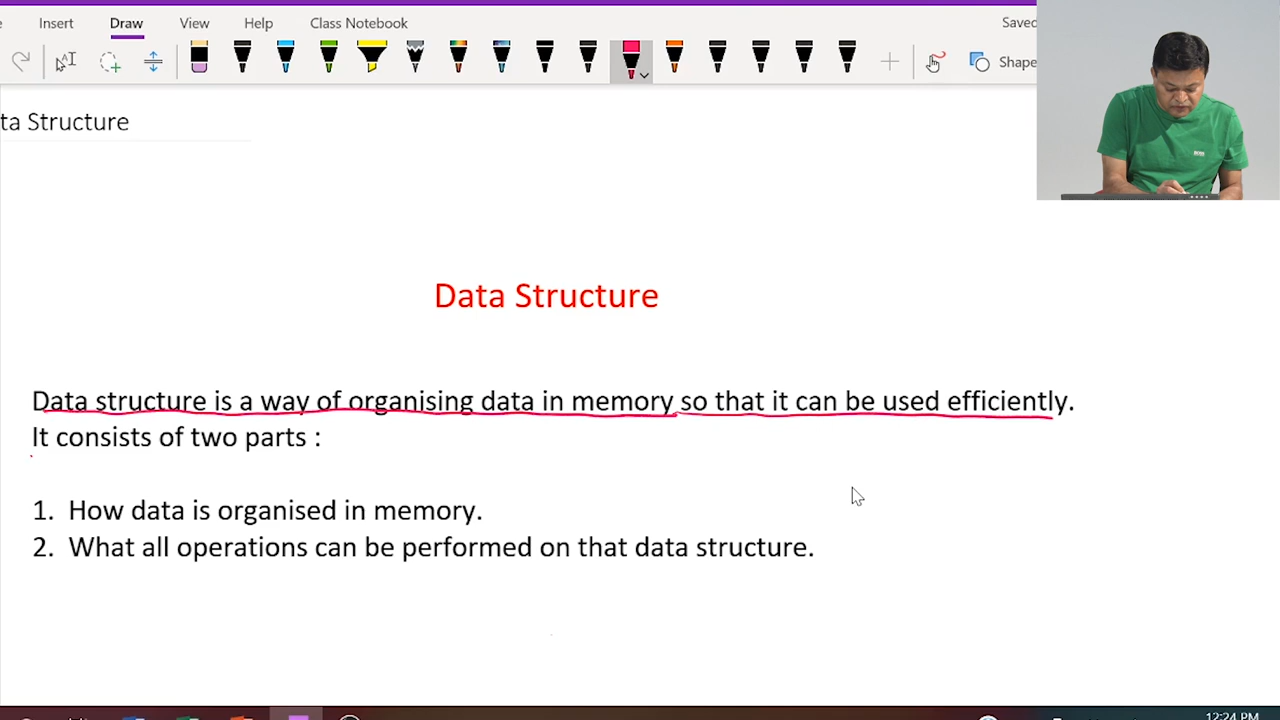 Insert Draw View Help Class Notebook Saved
Shape
ta Structure
Data Structure
Data structure is a way of organising data in memory so that it can be used efficiently.
It consists of two parts :
1. How data is organised in memory.
2. What all operations can be performed on that data structure.
12:24 PM